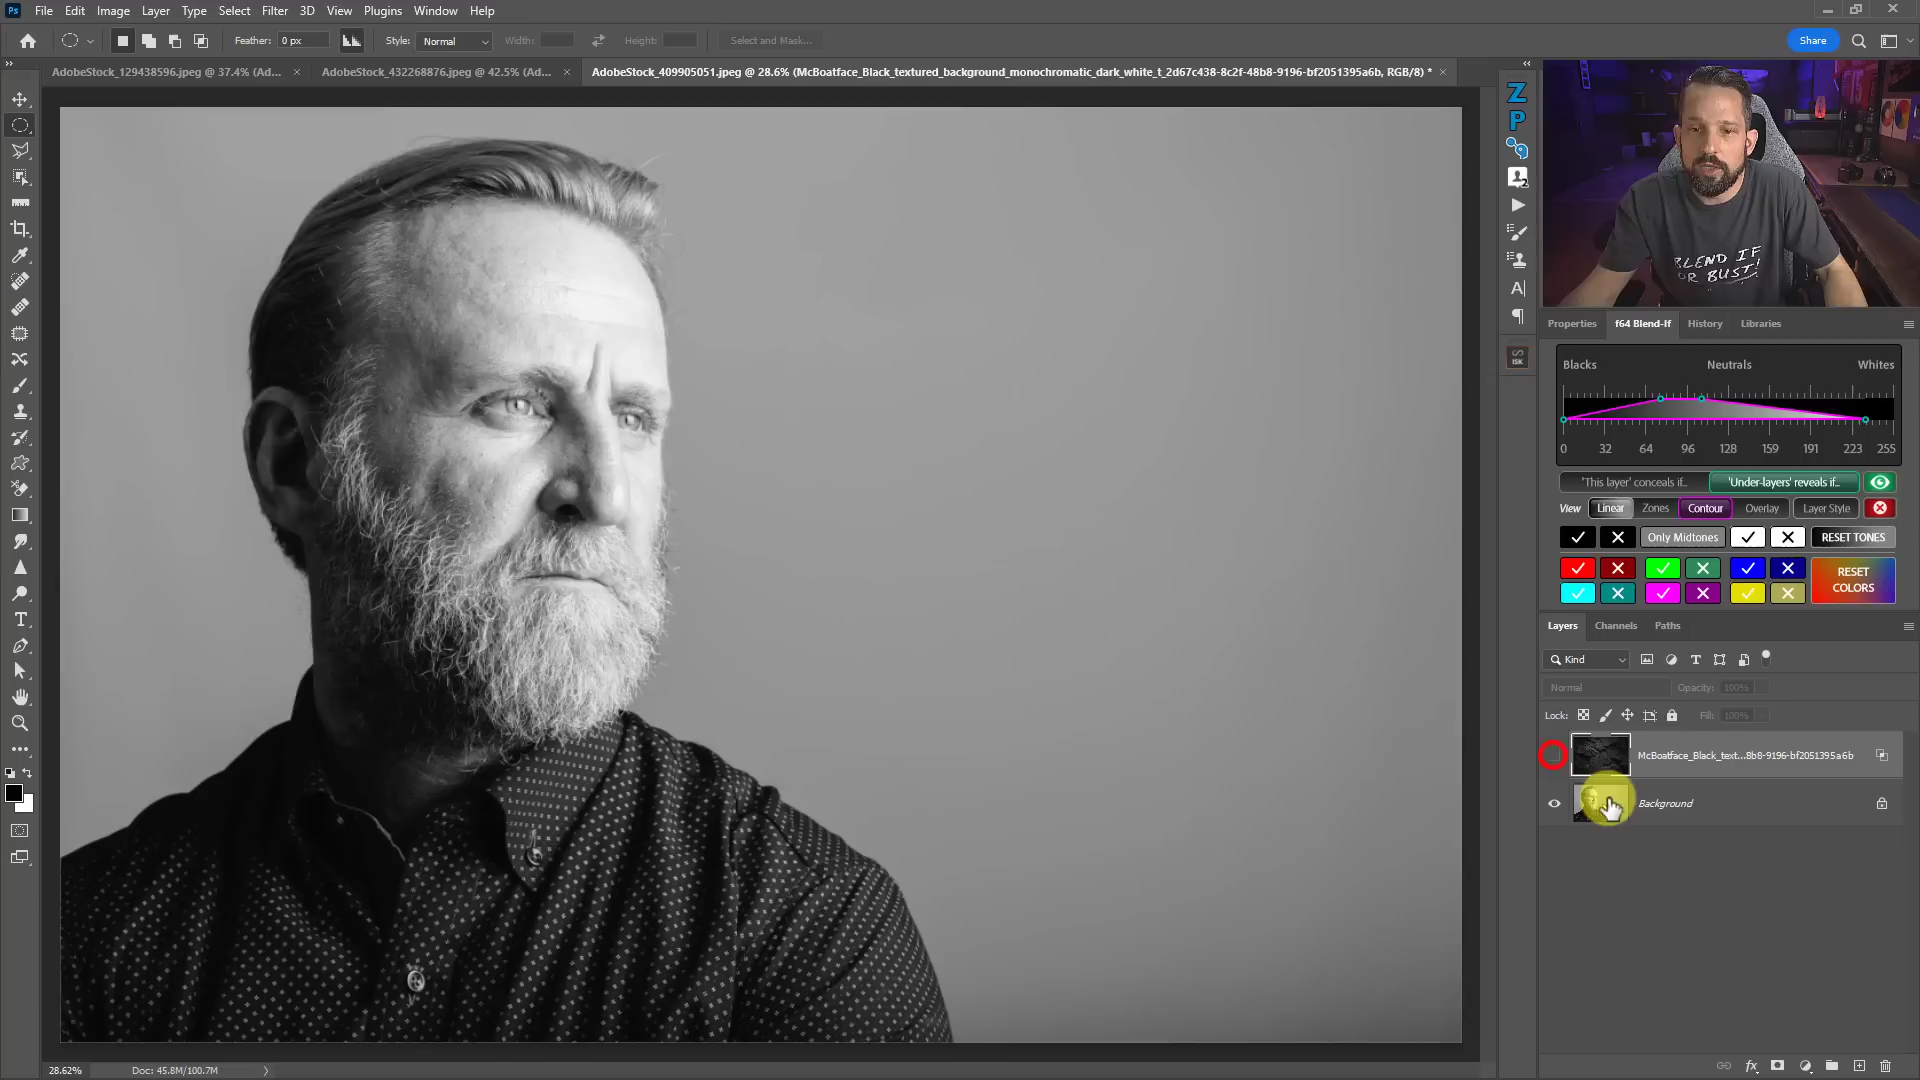 Ps File Edit Image Layer Type Select Filter 3D View Plugins Window Help
Feather: 0 px Style: Normal Width: Height: Select and Mask... Share
AdobeStock_129438596.jpeg @ 37.4% (Ad... × AdobeStock_432268876.jpeg @ 42.5% (Ad... × AdobeStock_409905051.jpeg @ 28.6% (McBoatface_Black_textured_background_monochromatic_dark_white_t_2d67c438-8c2f-48b8-9196-bf2051395a6b, RGB/8) * ×
Z
P
BLEND IF
OR BUST!
Properties f64 Blend-If History Libraries
Blacks Neutrals Whites
0 32 64 96 128 159 191 223 255
'This layer' conceals if... 'Under-layers' reveals if...
View Linear Zones Contour Overlay Layer Style
Only Midtones RESET TONES
RESET
COLORS
Layers Channels Paths
Kind
Normal Opacity: 100%
Lock: Fill: 100%
McBoatface_Black_text...8b8-9196-bf2051395a6b
Background
28.62% Doc: 45.8M/100.7M